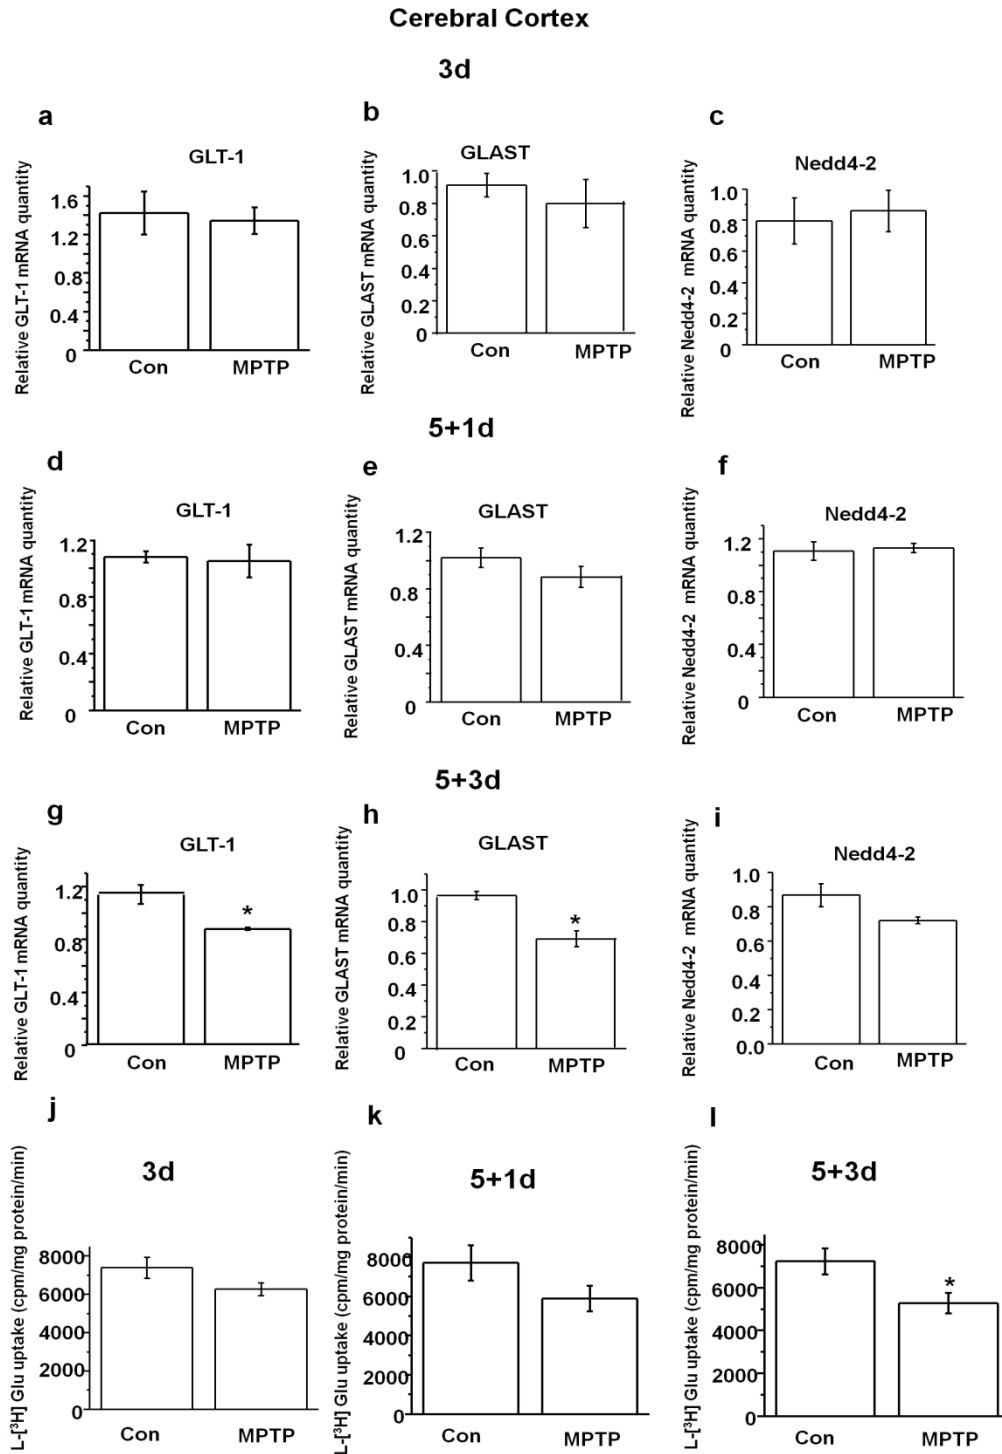 Cerebral Cortex
3d
a
b
c
GLT-1
GLAST
Nedd4-2
Relative GLT-1 mRNA quantity
1.6
1.2
0.8
0.4
0
Con
MPTP
Relative GLAST mRNA quantity
1.0
0.8
0.6
0.4
0.2
0
Con
MPTP
Relative Nedd4-2 mRNA quantity
1.0
0.8
0.6
0.4
0.2
0
Con
MPTP
5+1d
d
e
f
GLT-1
GLAST
Nedd4-2
Relative GLT-1 mRNA quantity
1.2
0.8
0.4
0
Con
MPTP
Relative GLAST mRNA quantity
1.2
0.8
0.4
0
Con
MPTP
Relative Nedd4-2 mRNA quantity
1.2
0.8
0.4
0
Con
MPTP
5+3d
g
h
i
GLT-1
GLAST
Nedd4-2
Relative GLT-1 mRNA quantity
1.2
0.8
0.4
0
*
Con
MPTP
Relative GLAST mRNA quantity
1.0
0.8
0.6
0.4
0.2
0
*
Con
MPTP
Relative Nedd4-2 mRNA quantity
1.0
0.8
0.6
0.4
0.2
0.0
Con
MPTP
j
k
l
3d
5+1d
5+3d
L-[³H] Glu uptake (cpm/mg protein/min)
8000
6000
4000
2000
0
Con
MPTP
L-[³H] Glu uptake (cpm/mg protein/min)
8000
6000
4000
2000
0
Con
MPTP
L-[³H] Glu uptake (cpm/mg protein/min)
8000
6000
4000
2000
0
*
Con
MPTP